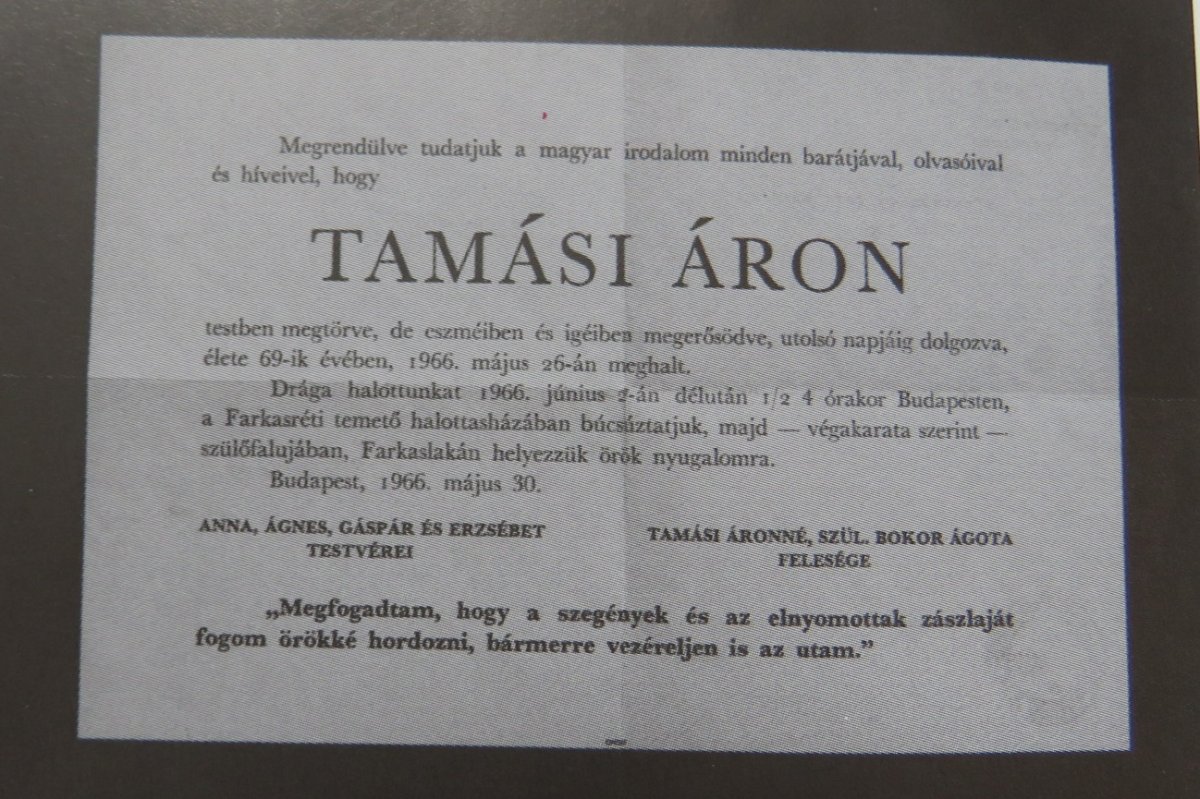 Megrendülve tudatjuk a magyar irodalom minden barátjával, olvasóival
és híveivel, hogy
TAMÁSI ÁRON
testben megtörve, de eszméiben és igéiben megerősödve, utolsó napjáig dolgozva,
élete 69-ik évében, 1966. május 26-án meghalt.
Drága halottunkat 1966. június 2-án délután 1/2 4 órakor Budapesten,
a Farkasréti temető halottasházában búcsúztatjuk, majd — végakarata szerint —
szülőfalujában, Farkaslakán helyezzük örök nyugalomra.
Budapest, 1966. május 30.
ANNA, ÁGNES, GÁSPÁR ÉS ERZSÉBET
TESTVÉREI
TAMÁSI ÁRONNÉ, SZÜL. BOKOR ÁGOTA
FELESÉGE
„Megfogadtam, hogy a szegények és az elnyomottak zászlaját
fogom örökké hordozni, bármerre vezéreljen is az utam.”